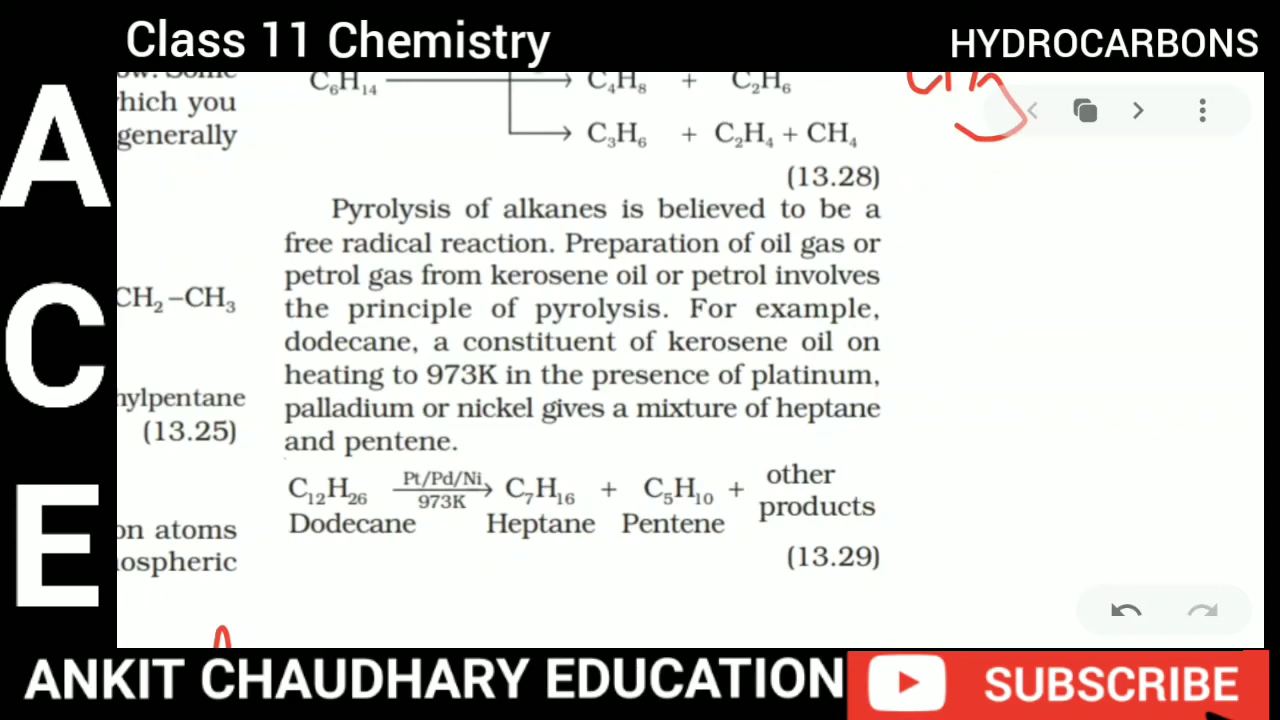 Class 11 Chemistry
HYDROCARBONS
A
C
E
which you
generally
CH₂–CH₃
(13.25)
C₆H₁₄ → C₄H₈ + C₂H₆
→ C₃H₆ + C₂H₄ + CH₄
(13.28)
Pyrolysis of alkanes is believed to be a
free radical reaction. Preparation of oil gas or
petrol gas from kerosene oil or petrol involves
the principle of pyrolysis. For example,
dodecane, a constituent of kerosene oil on
heating to 973K in the presence of platinum,
palladium or nickel gives a mixture of heptane
and pentene.
C₁₂H₂₆ Pt/Pd/Ni 973K → C₇H₁₆ + C₅H₁₀ + other products
Dodecane Heptane Pentene
(13.29)
atoms
ANKIT CHAUDHARY EDUCATION
SUBSCRIBE